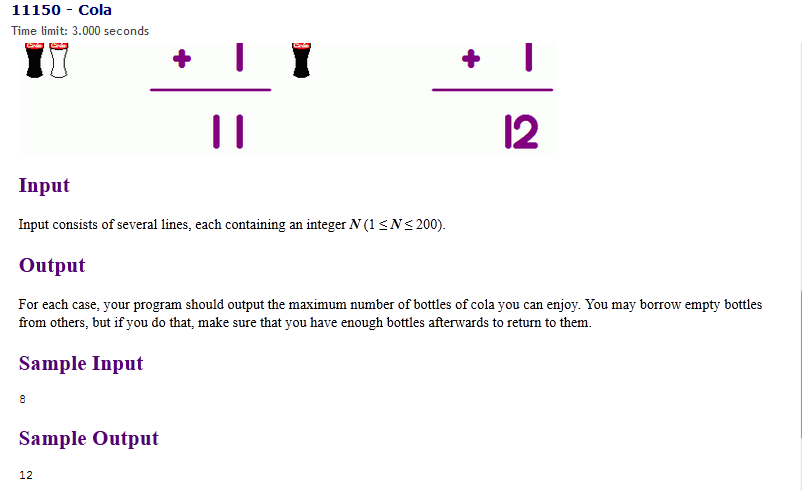 11150 - Cola
Time limit: 3.000 seconds
+ 1 + 1
11 12
Input
Input consists of several lines, each containing an integer N (1 ≤ N ≤ 200).
Output
For each case, your program should output the maximum number of bottles of cola you can enjoy. You may borrow empty bottles
from others, but if you do that, make sure that you have enough bottles afterwards to return to them.
Sample Input
8
Sample Output
12